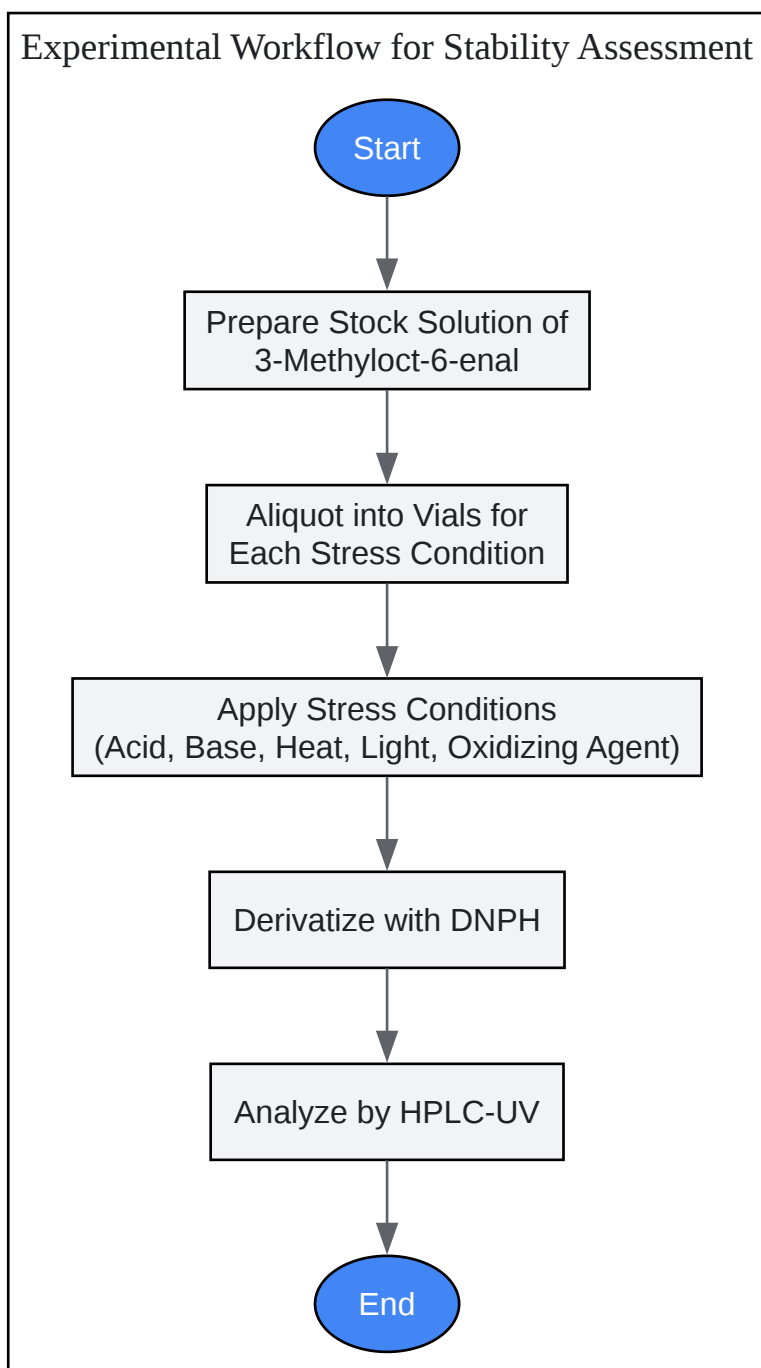 Experimental Workflow for Stability Assessment
Start
Prepare Stock Solution of
3-Methyloct-6-enal
Aliquot into Vials for
Each Stress Condition
Apply Stress Conditions
(Acid, Base, Heat, Light, Oxidizing Agent)
Derivatize with DNPH
Analyze by HPLC-UV
End